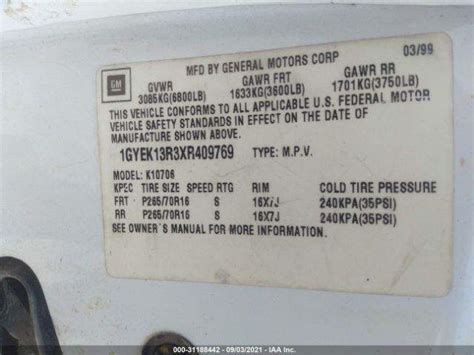 MFD BY GENERAL MOTORS CORP 03/99
GM GVWR GAWR FRT GAWR RR
3085KG(6800LB) 1633KG(3600LB) 1701KG(3750LB)
THIS VEHICLE CONFORMS TO ALL APPLICABLE U.S. FEDERAL MOTOR
VEHICLE SAFETY STANDARDS IN EFFECT ON THE DATE OF
MANUFACTURE SHOWN ABOVE.
1GYEK13R3XR409769 TYPE: M.P.V.
MODEL: K10706
TIRE SIZE SPEED RTG RIM COLD TIRE PRESSURE
FRT P265/70R16 S 16X7J 240KPA(35PSI)
RR P265/70R16 S 16X7J 240KPA(35PSI)
SEE OWNER'S MANUAL FOR MORE INFORMATION.
000-31188442 - 09/03/2021 - IAA Inc.